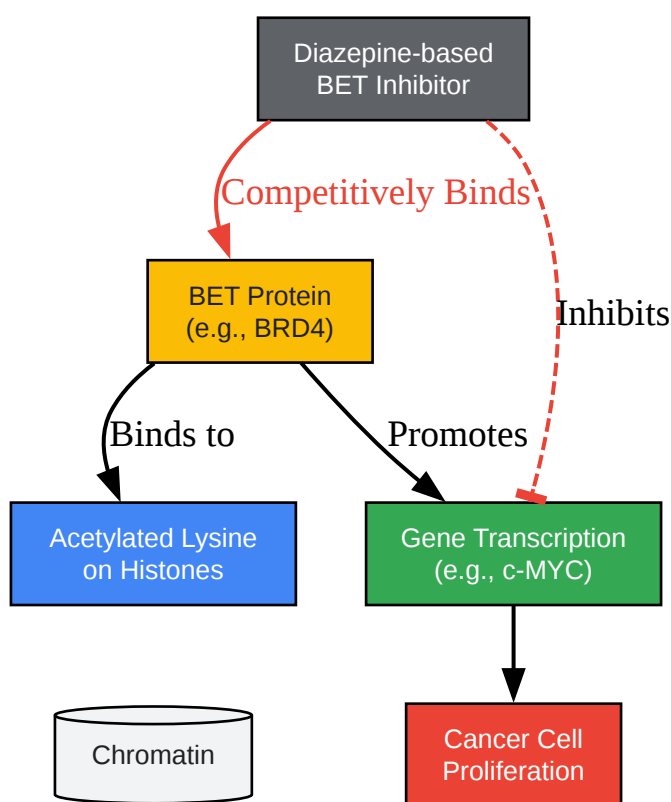 Diazepine-based
BET Inhibitor
Competitively Binds
BET Protein
(e.g., BRD4)
Inhibits
Binds to
Promotes
Acetylated Lysine
on Histones
Gene Transcription
(e.g., c-MYC)
Chromatin
Cancer Cell
Proliferation